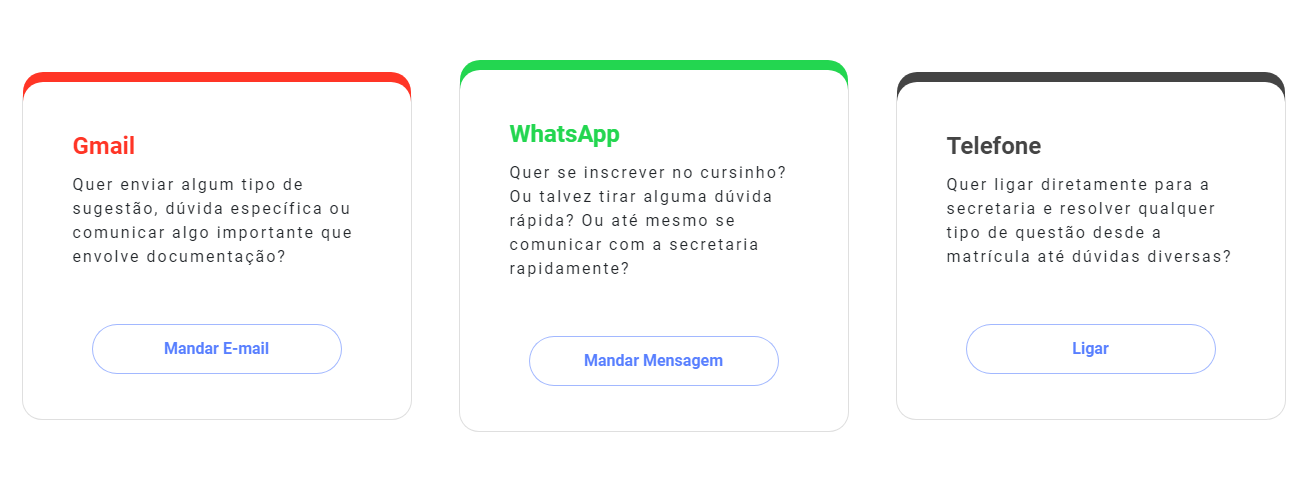 Gmail
Quer enviar algum tipo de
sugestão, dúvida específica ou
comunicar algo importante que
envolve documentação?
Mandar E-mail
WhatsApp
Quer se inscrever no cursinho?
Ou talvez tirar alguma dúvida
rápida? Ou até mesmo se
comunicar com a secretaria
rapidamente?
Mandar Mensagem
Telefone
Quer ligar diretamente para a
secretaria e resolver qualquer
tipo de questão desde a
matrícula até dúvidas diversas?
Ligar